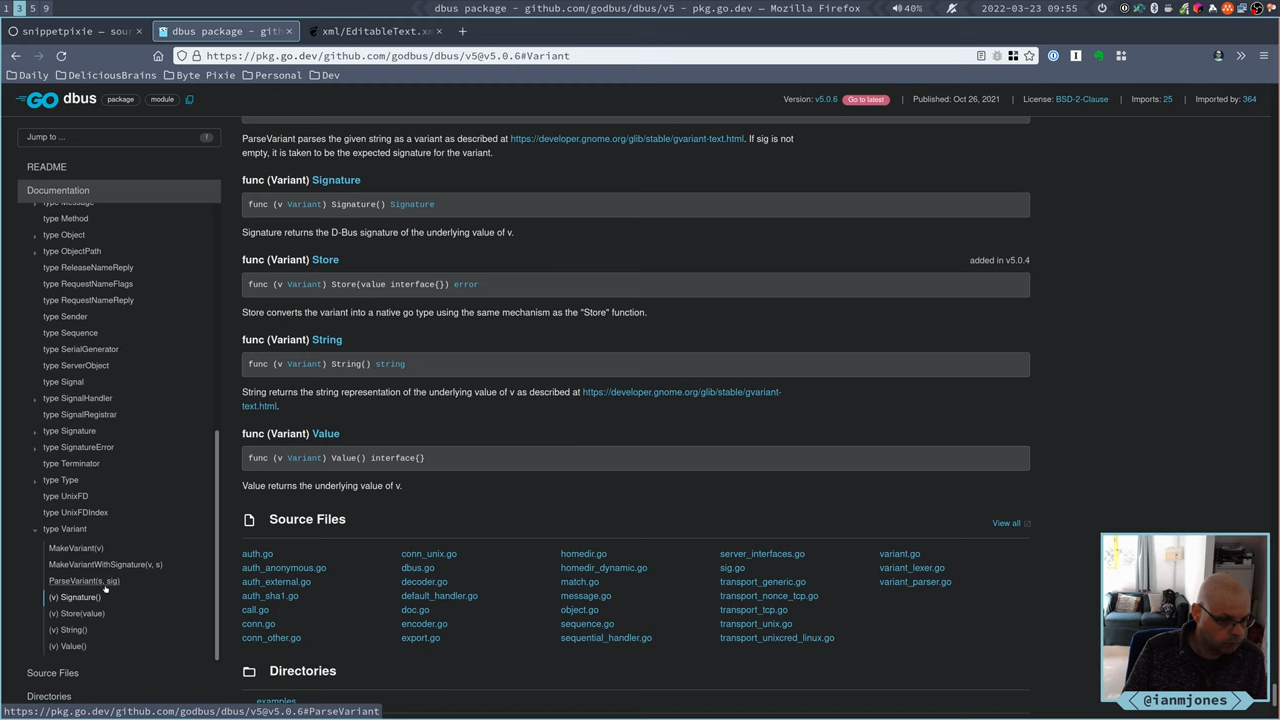 1 3 5 9
dbus package - github.com/godbus/dbus/v5 - pkg.go.dev — Mozilla Firefox
40%
2022-03-23 09:55
snippetpixie — sour
dbus package - gith
xml/EditableText.xm
https://pkg.go.dev/github.com/godbus/dbus/v5@v5.0.6#Variant
Daily
DeliciousBrains
Byte Pixie
Personal
Dev
GO dbus package module
Version: v5.0.6 Go to latest | Published: Oct 26, 2021 | License: BSD-2-Clause | Imports: 25 | Imported by: 364
Jump to ... f
README
Documentation
type Message
type Method
type Object
type ObjectPath
type ReleaseNameReply
type RequestNameFlags
type RequestNameReply
type Sender
type Sequence
type SerialGenerator
type ServerObject
type Signal
type SignalHandler
type SignalRegistrar
type Signature
type SignatureError
type Terminator
type Type
type UnixFD
type UnixFDIndex
type Variant
MakeVariant(v)
MakeVariantWithSignature(v, s)
ParseVariant(s, sig)
(v) Signature()
(v) Store(value)
(v) String()
(v) Value()
Source Files
Directories
ParseVariant parses the given string as a variant as described at https://developer.gnome.org/glib/stable/gvariant-text.html. If sig is not
empty, it is taken to be the expected signature for the variant.
func (Variant) Signature
func (v Variant) Signature() Signature
Signature returns the D-Bus signature of the underlying value of v.
func (Variant) Store
added in v5.0.4
func (v Variant) Store(value interface{}) error
Store converts the variant into a native go type using the same mechanism as the "Store" function.
func (Variant) String
func (v Variant) String() string
String returns the string representation of the underlying value of v as described at https://developer.gnome.org/glib/stable/gvariant-
text.html.
func (Variant) Value
func (v Variant) Value() interface{}
Value returns the underlying value of v.
Source Files
View all
auth.go conn_unix.go homedir.go server_interfaces.go variant.go
auth_anonymous.go dbus.go homedir_dynamic.go sig.go variant_lexer.go
auth_external.go decoder.go match.go transport_generic.go variant_parser.go
auth_sha1.go default_handler.go message.go transport_nonce_tcp.go
call.go doc.go object.go transport_tcp.go
conn.go encoder.go sequence.go transport_unix.go
conn_other.go export.go sequential_handler.go transport_unixcred_linux.go
Directories
examples
https://pkg.go.dev/github.com/godbus/dbus/v5@v5.0.6#ParseVariant
@ianmjones